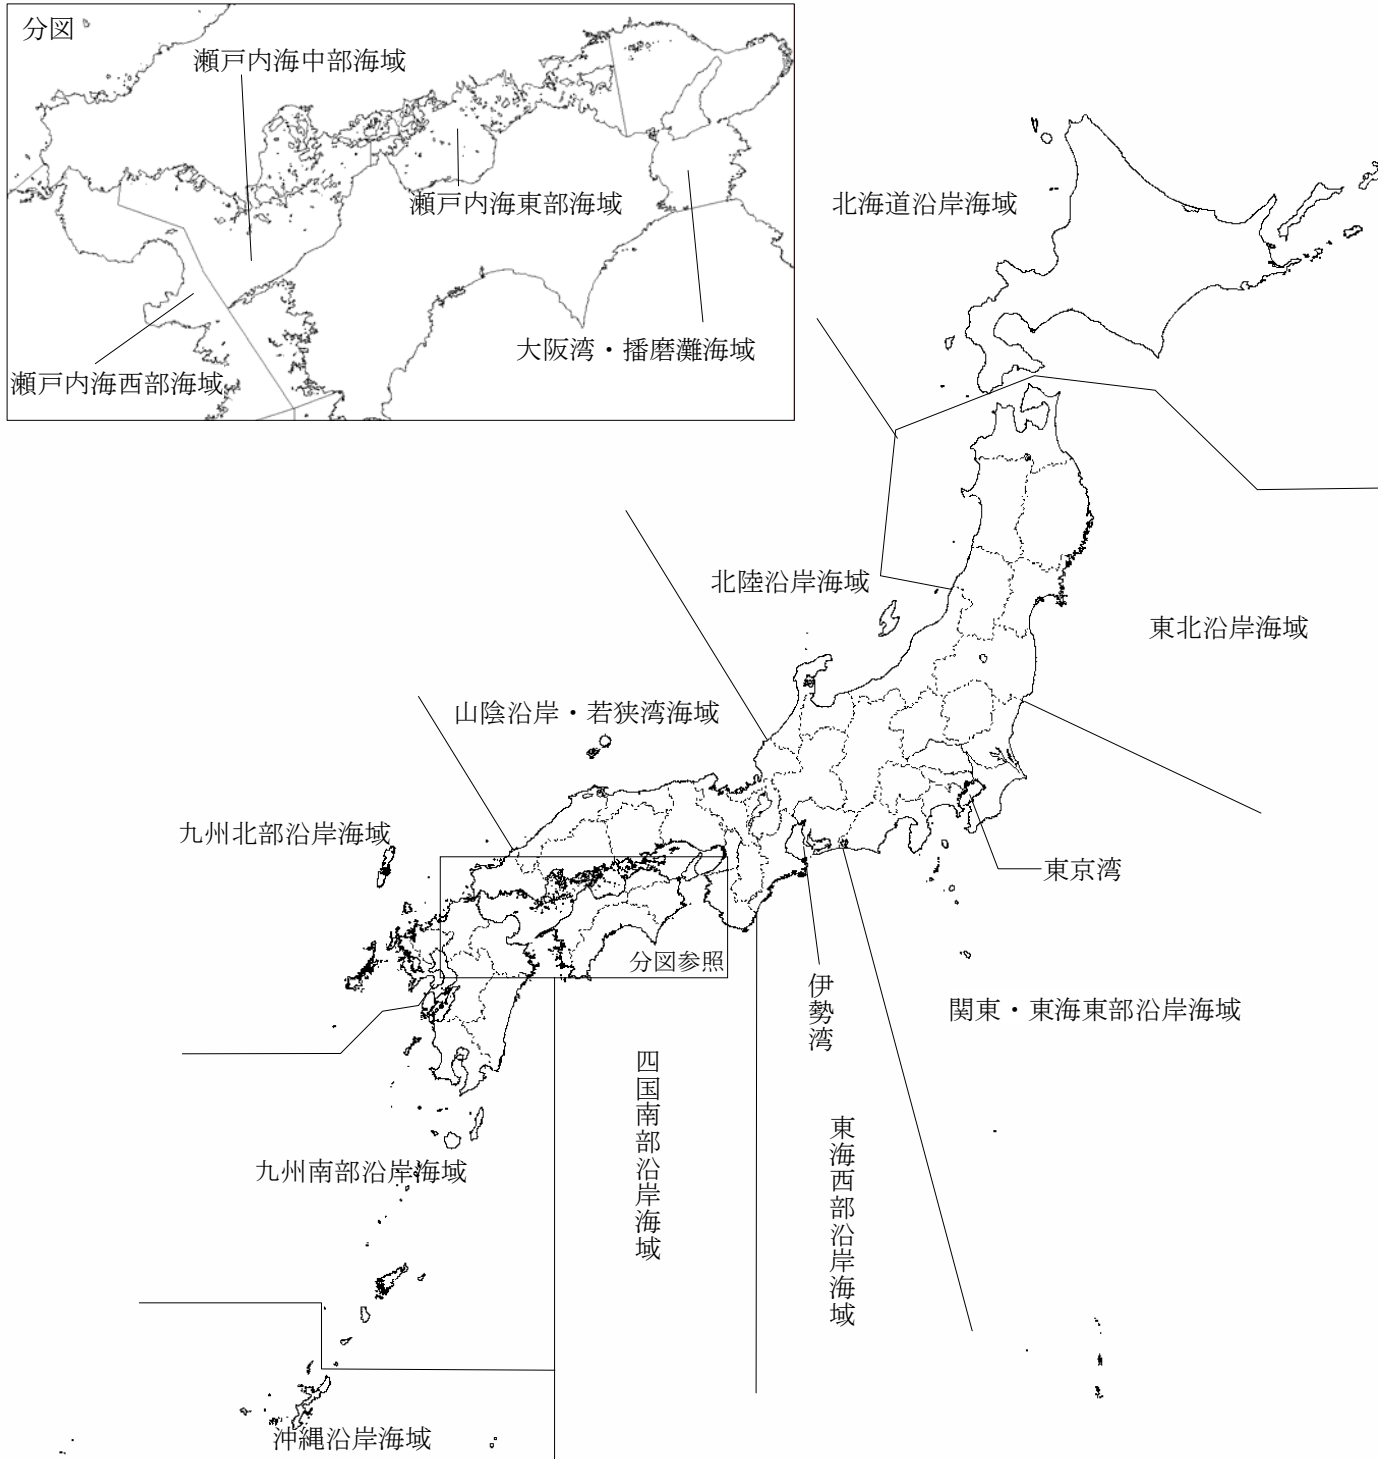 分図
瀬戸内海中部海域
瀬戸内海東部海域
大阪湾・播磨灘海域
瀬戸内海西部海域
北海道沿岸海域
北陸沿岸海域
東北沿岸海域
山陰沿岸・若狭湾海域
九州北部沿岸海域
東京湾
分図参照
伊勢湾
関東・東海東部沿岸海域
四国南部沿岸海域
東海西部沿岸海域
九州南部沿岸海域
沖縄沿岸海域